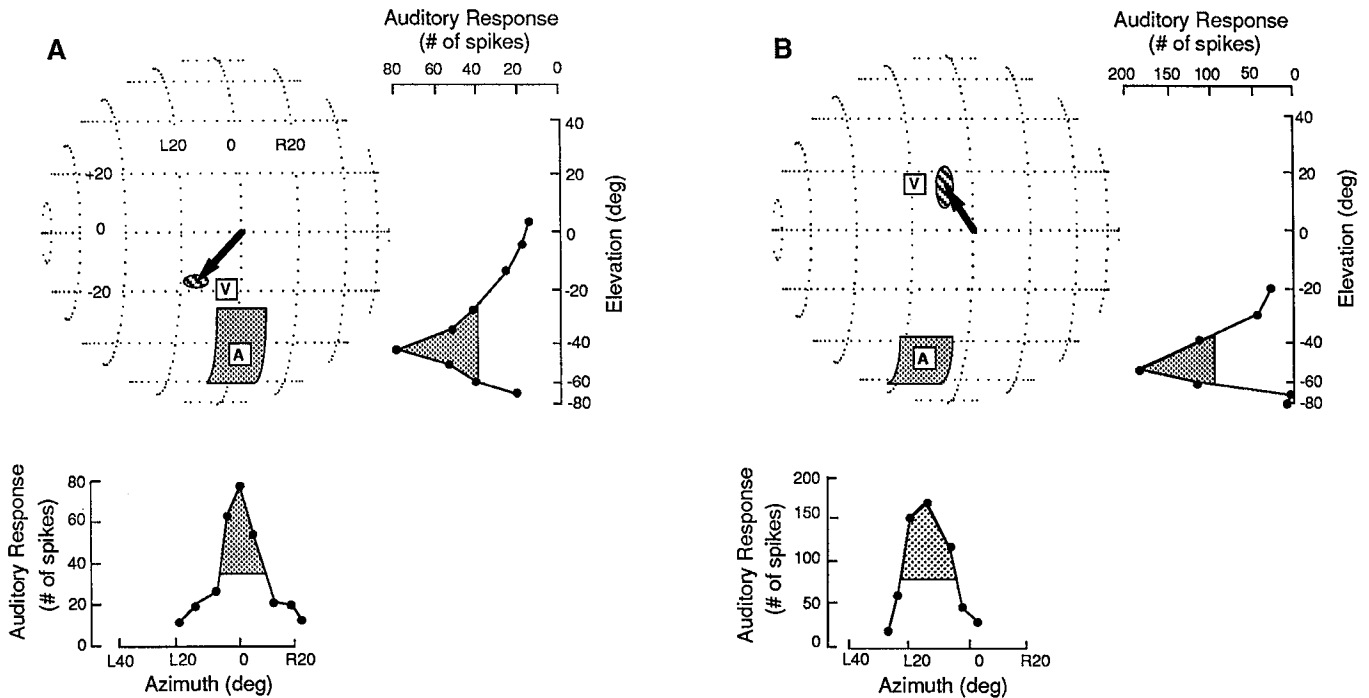 A
Auditory Response
(# of spikes)
80 60 40 20 0
L20 0 R20
+20
0
-20
V
A
40
20
0
-20
-40
-60
-80
Elevation (deg)
B
Auditory Response
(# of spikes)
200 150 100 50 0
V
A
40
20
0
-20
-40
-60
-80
Elevation (deg)
Auditory Response
(# of spikes)
80
60
40
20
0
L40 L20 0 R20
Azimuth (deg)
Auditory Response
(# of spikes)
200
150
100
50
0
L40 L20 0 R20
Azimuth (deg)